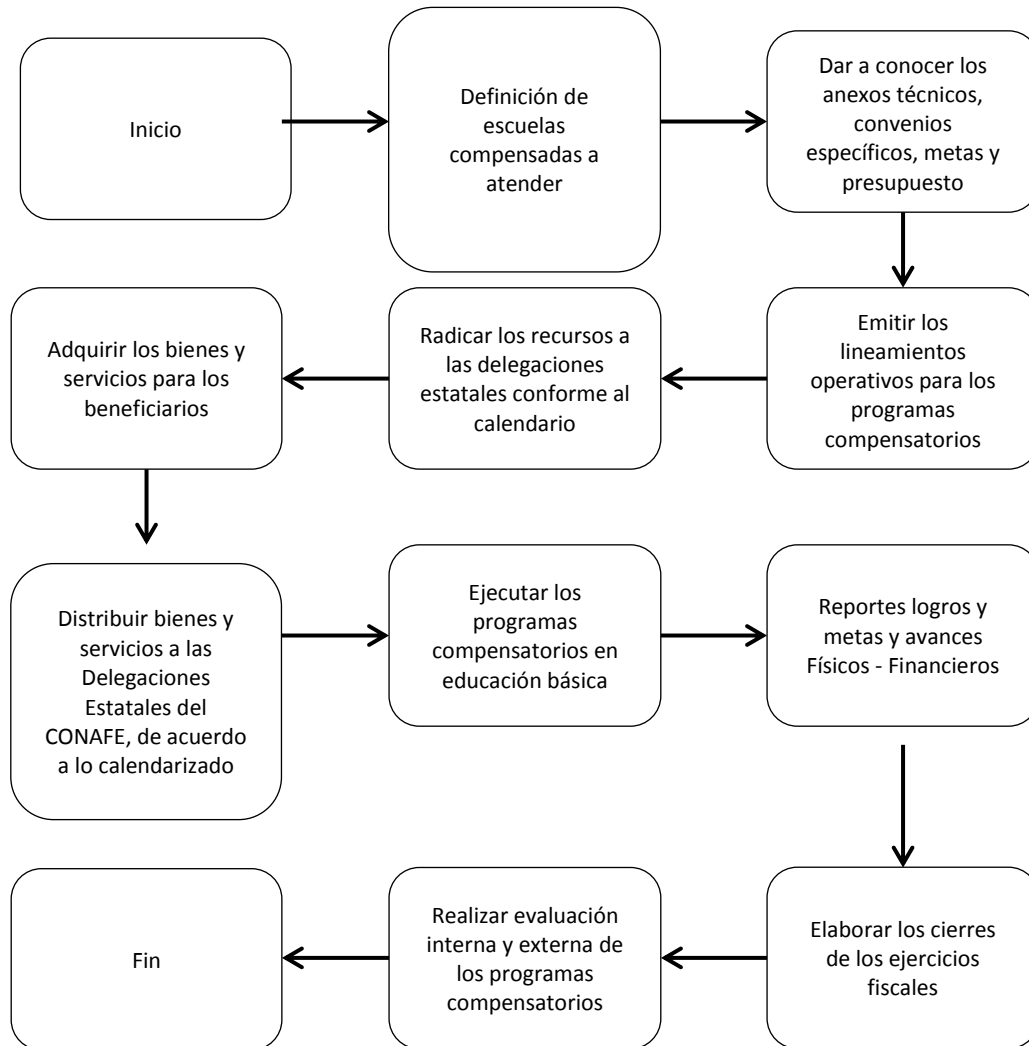 Inicio
Definición de
escuelas
compensadas a
atender
Dar a conocer los
anexos técnicos,
convenios
específicos, metas y
presupuesto
Emitir los
lineamientos
operativos para los
programas
compensatorios
Radicar los recursos a
las delegaciones
estatales conforme al
calendario
Adquirir los bienes y
servicios para los
beneficiarios
Distribuir bienes y
servicios a las
Delegaciones
Estatales del
CONAFE, de acuerdo
a lo calendarizado
Ejecutar los
programas
compensatorios en
educación básica
Reportes logros y
metas y avances
Físicos - Financieros
Elaborar los cierres
de los ejercicios
fiscales
Realizar evaluación
interna y externa de
los programas
compensatorios
Fin